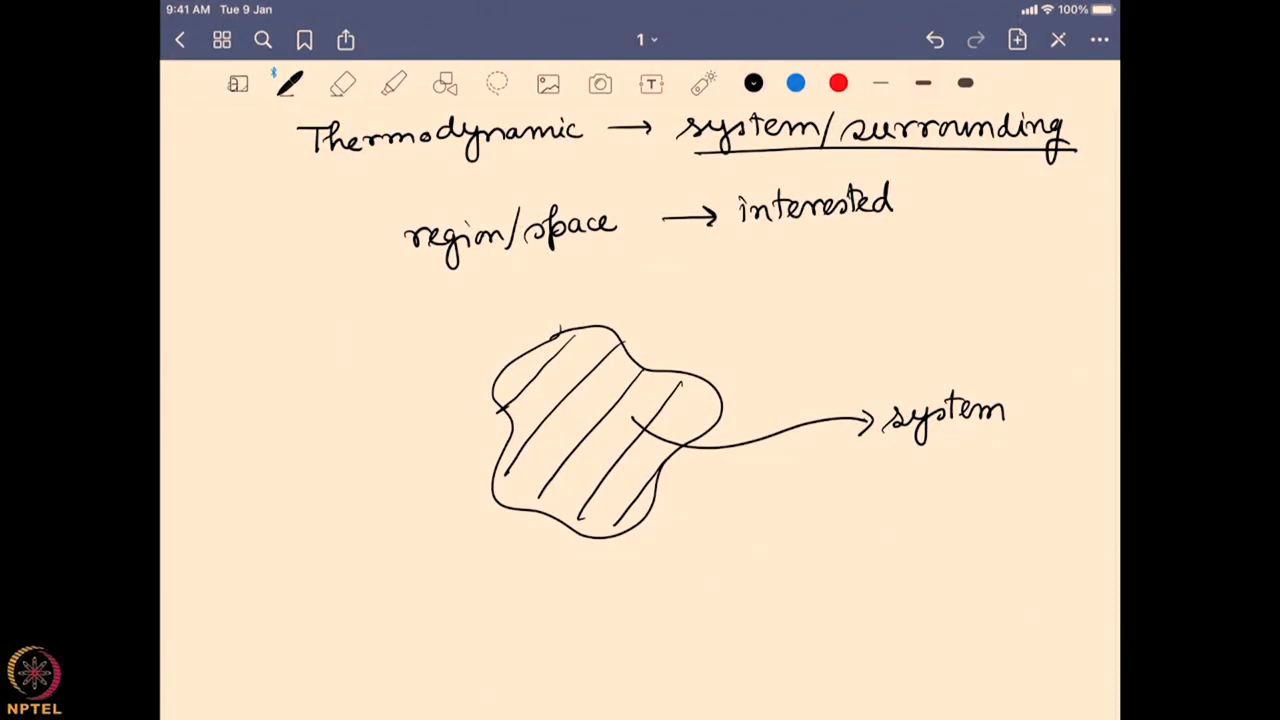 9:41 AM Tue 9 Jan 100%
1
T
Thermodynamic → system/surrounding
region/space → interested
system
NPTEL